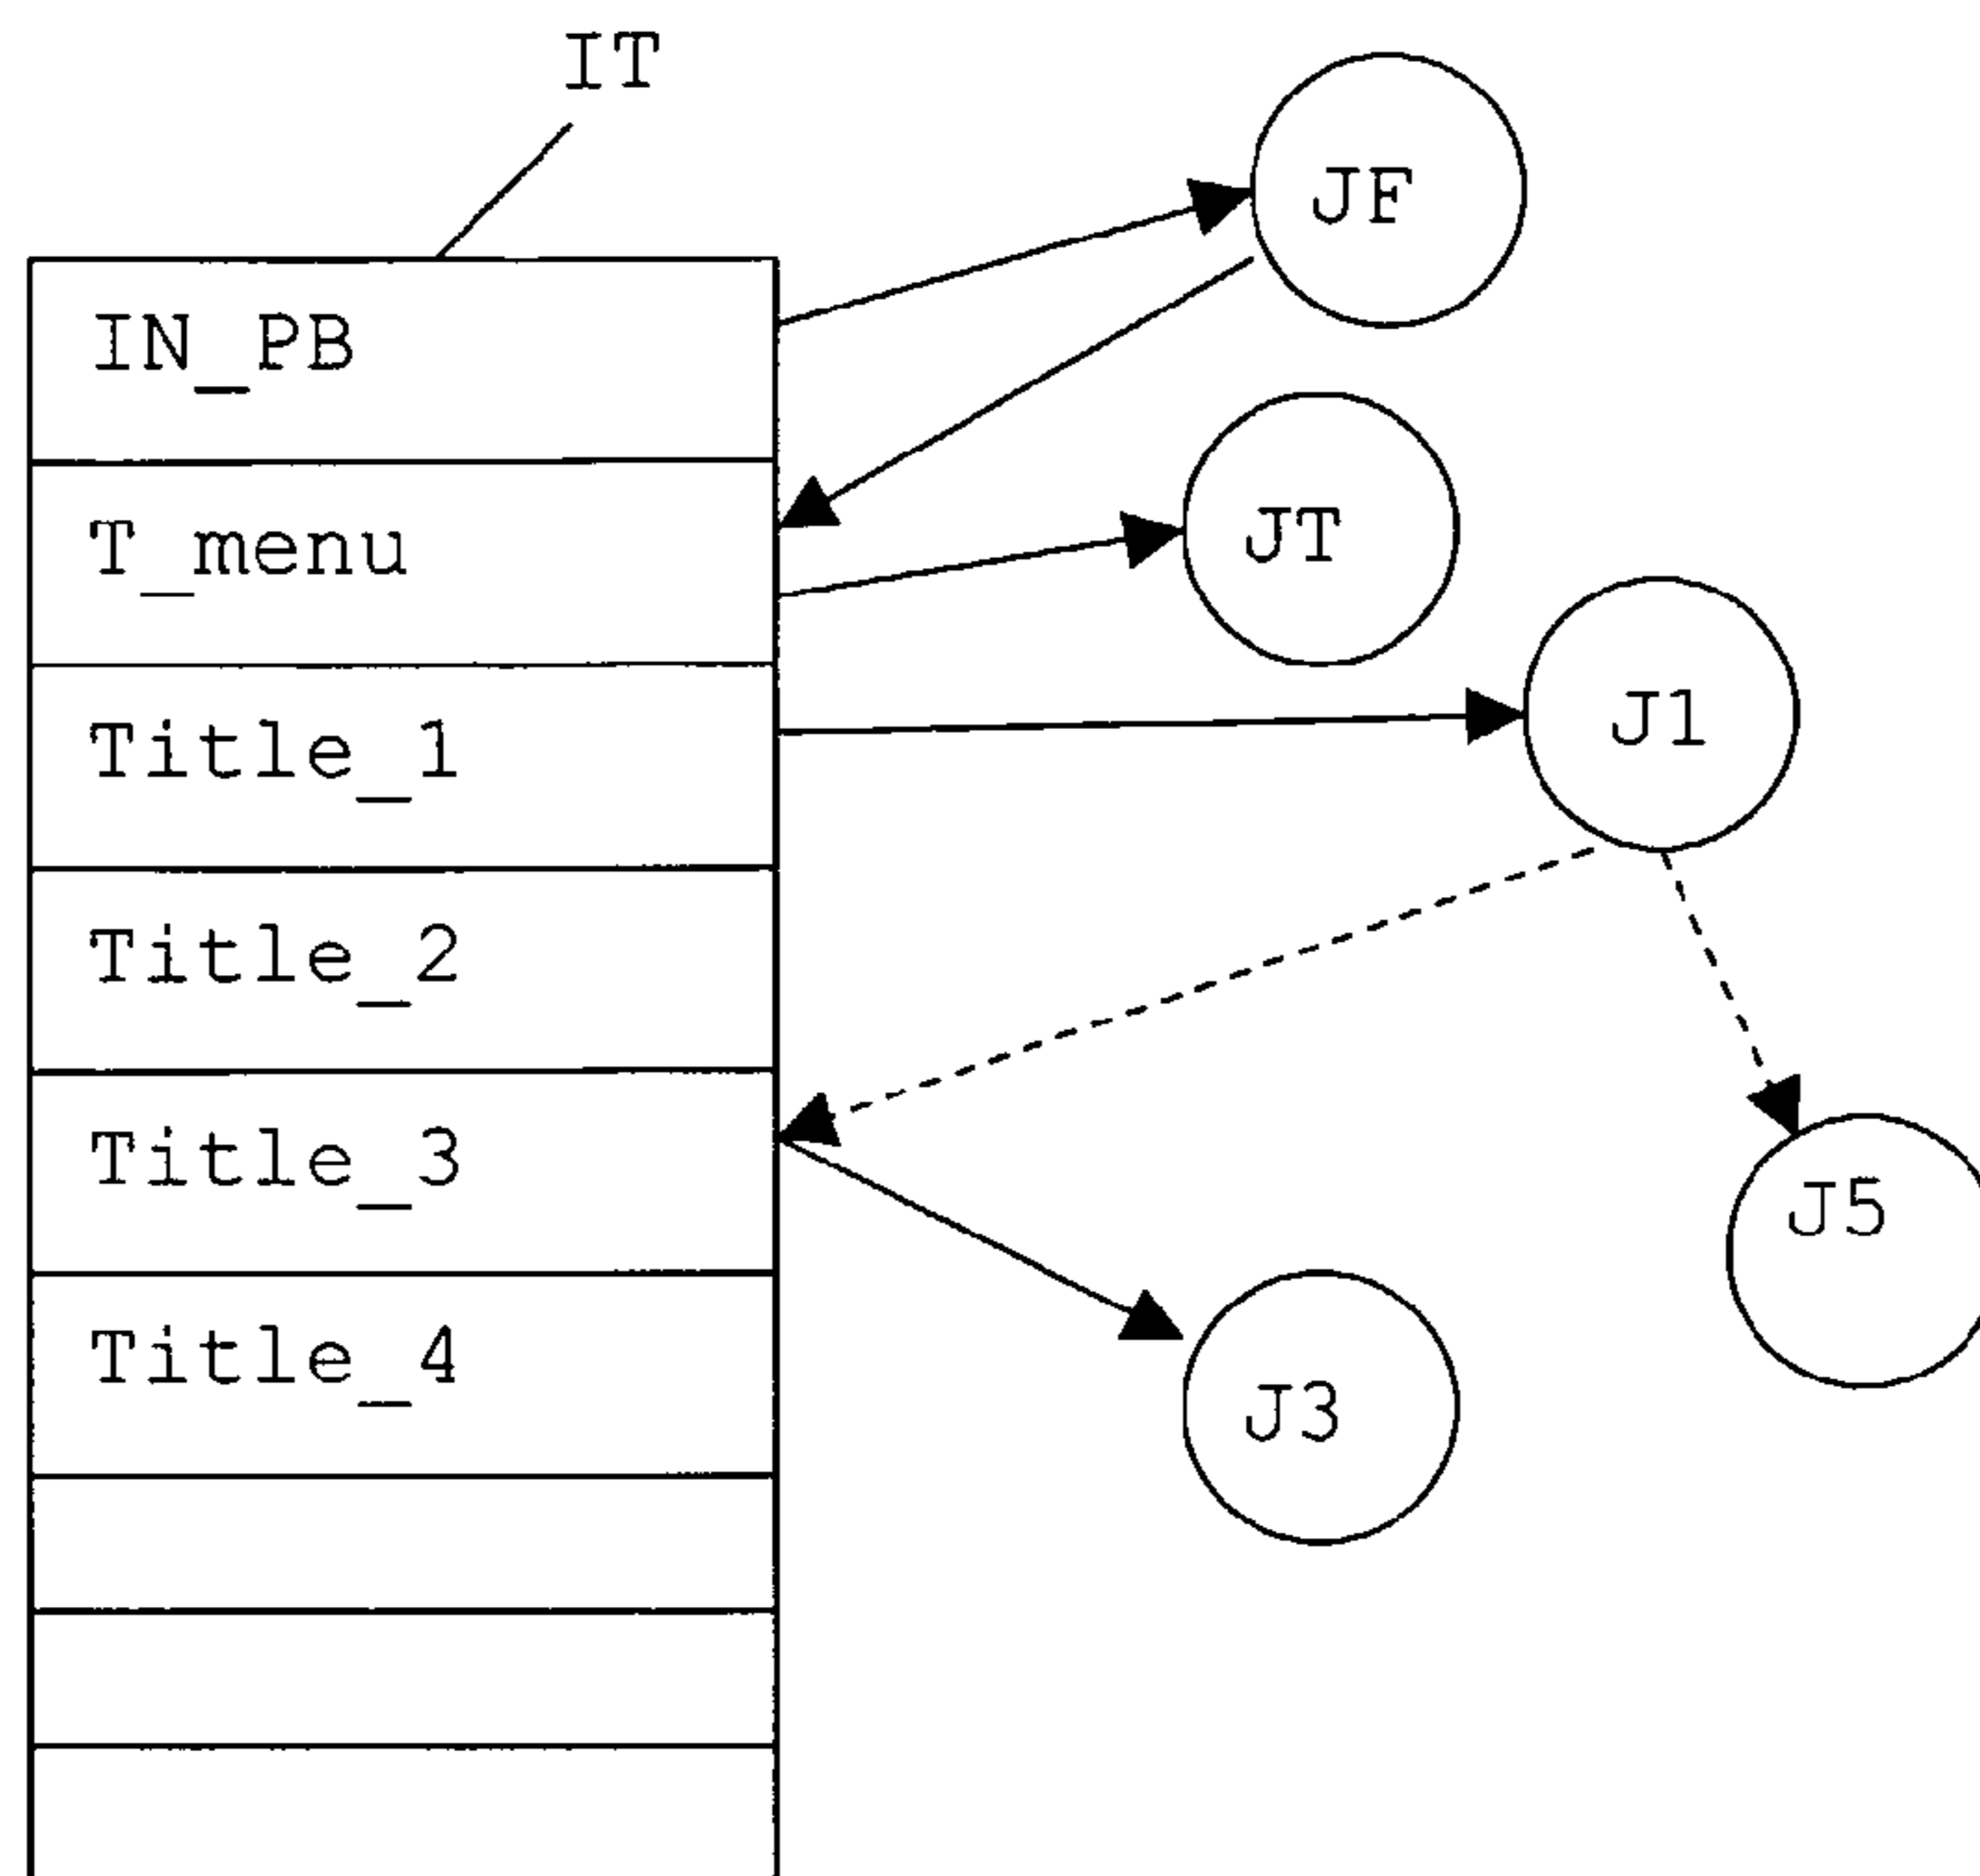 IT
JF
IN_PB
JT
T_menu
J1
Title_1
Title_2
Title_3
J5
Title_4
J3